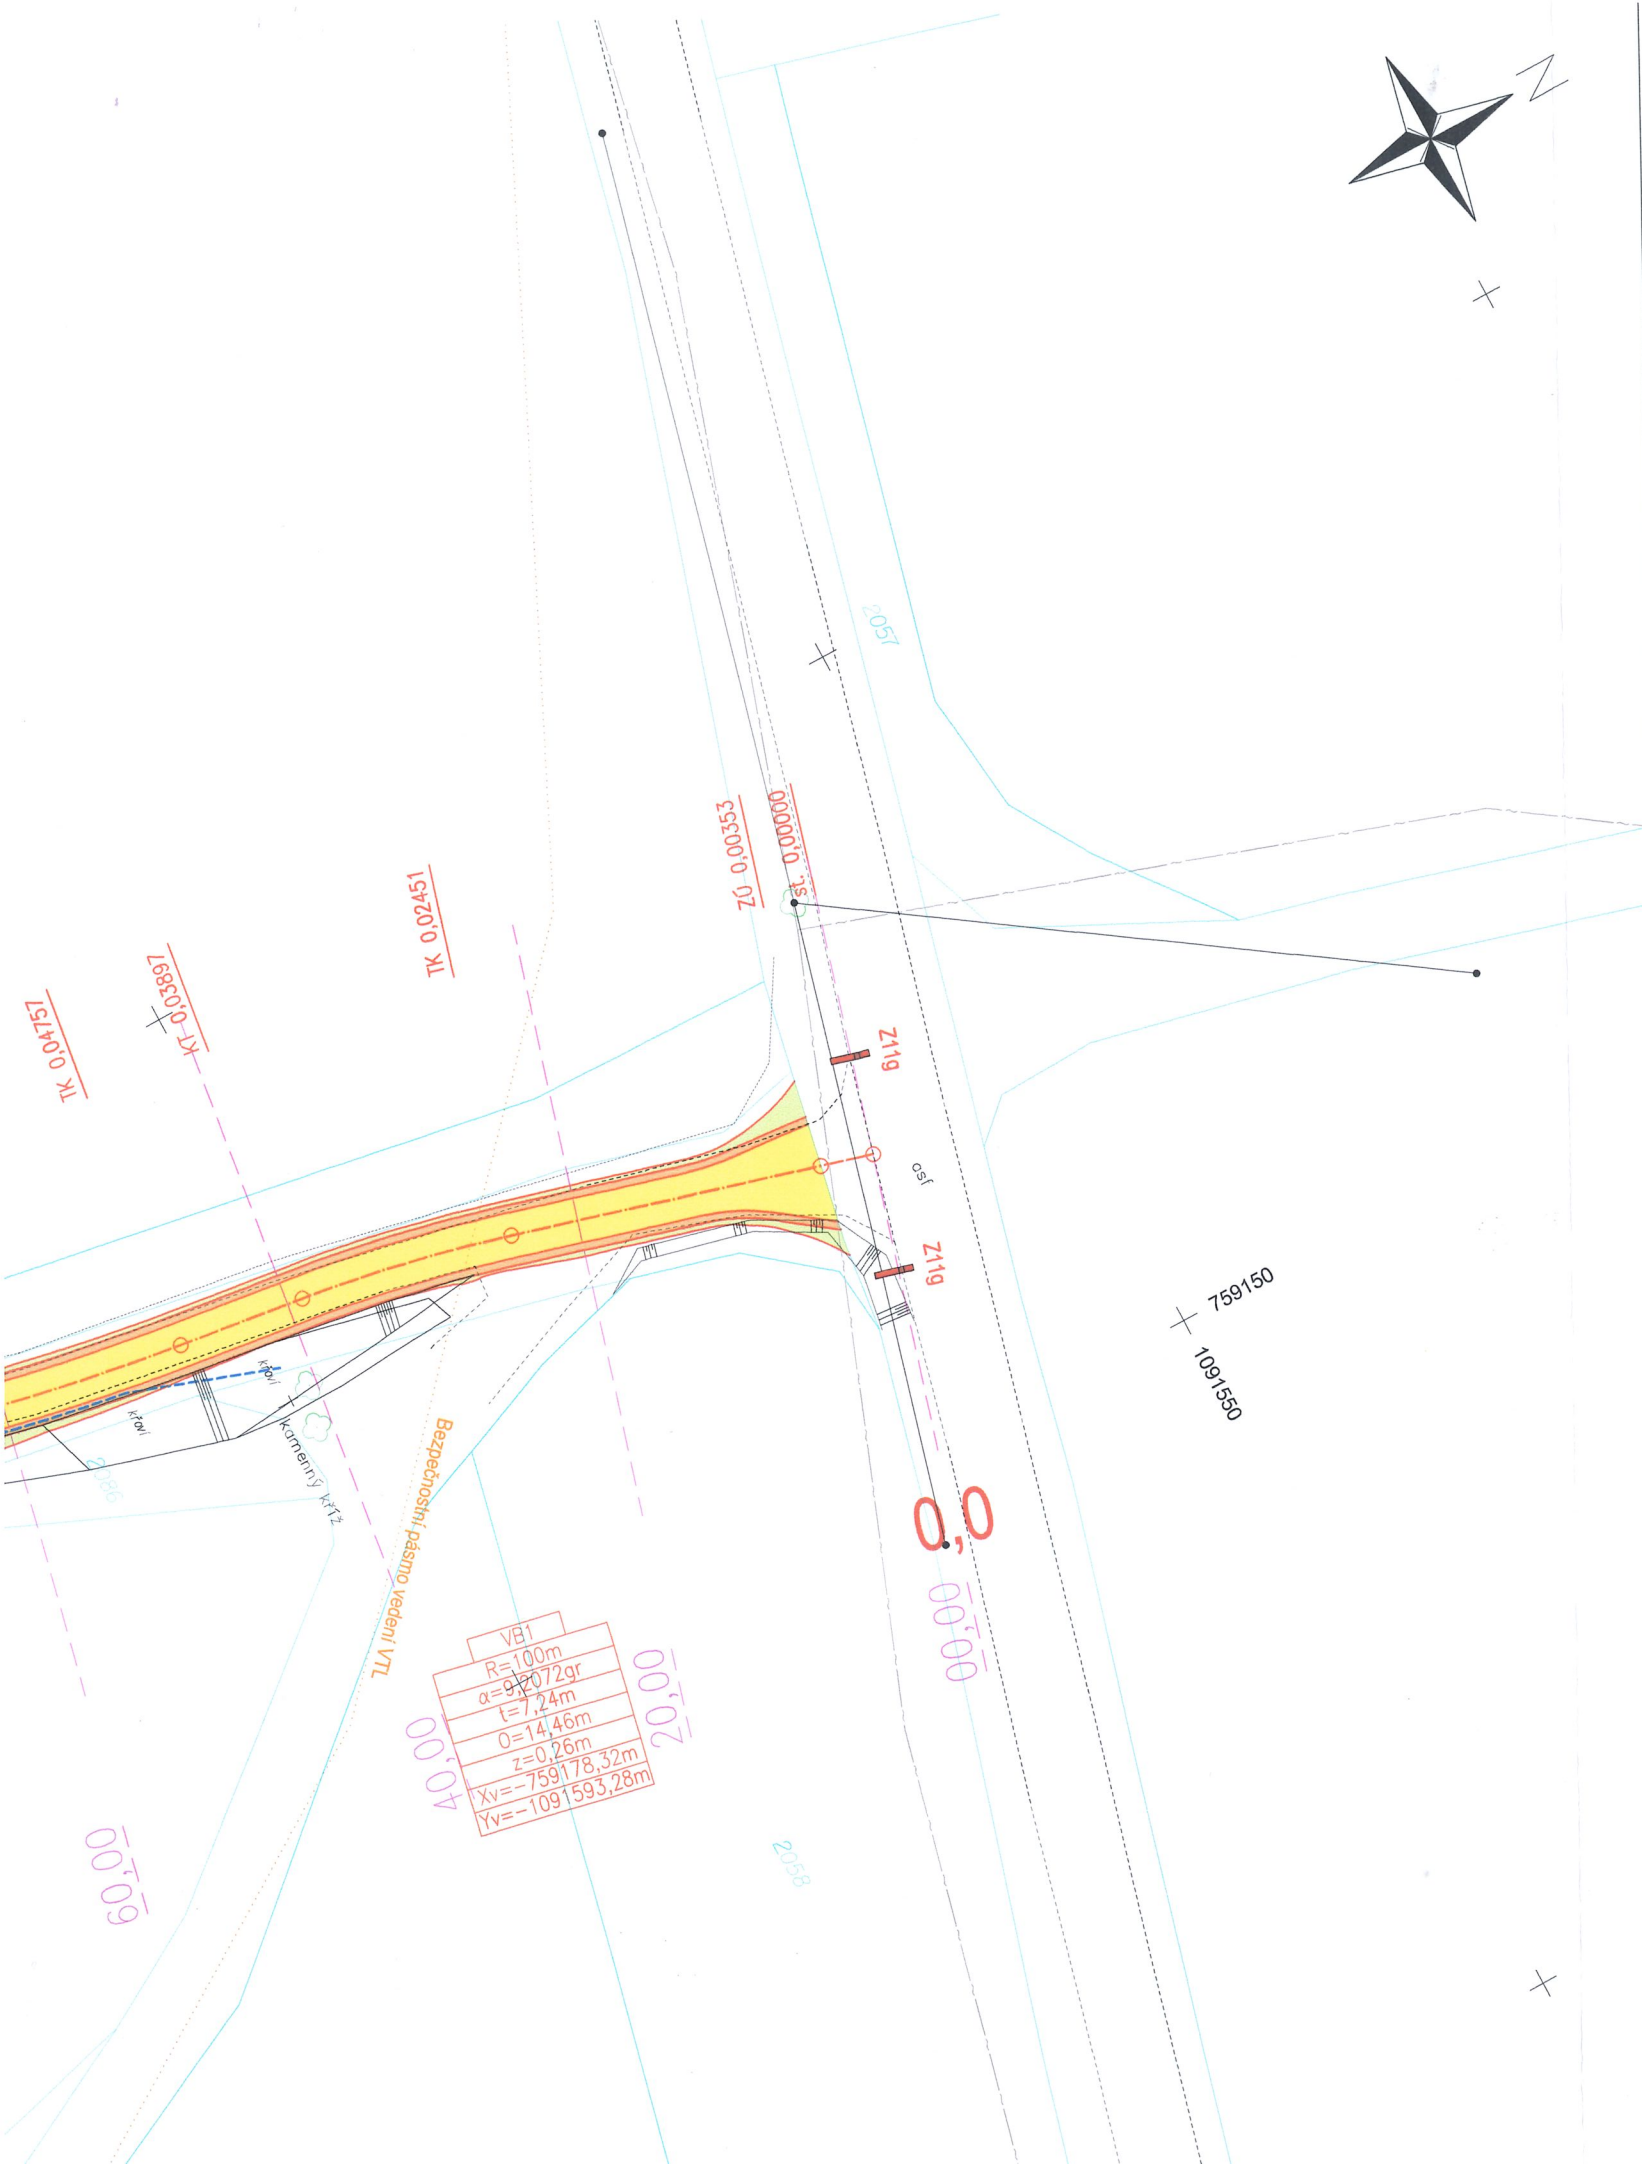 N
2057
ZÚ 0,00353
st. 0,00000
TK 0,02451
KT 0,03897
TK 0,04757
Z11g
asf
Z11g
759150
1091550
křoví
křoví
kamenný kříž
2086
Bezpečnostní pásmo vedení VTL
0,0
00,00
20,00
40,00
60,00
VB1
R=100m
α=9,2072gr
t=7,24m
O=14,46m
z=0,26m
Xv=-759178,32m
Yv=-1091593,28m
2058